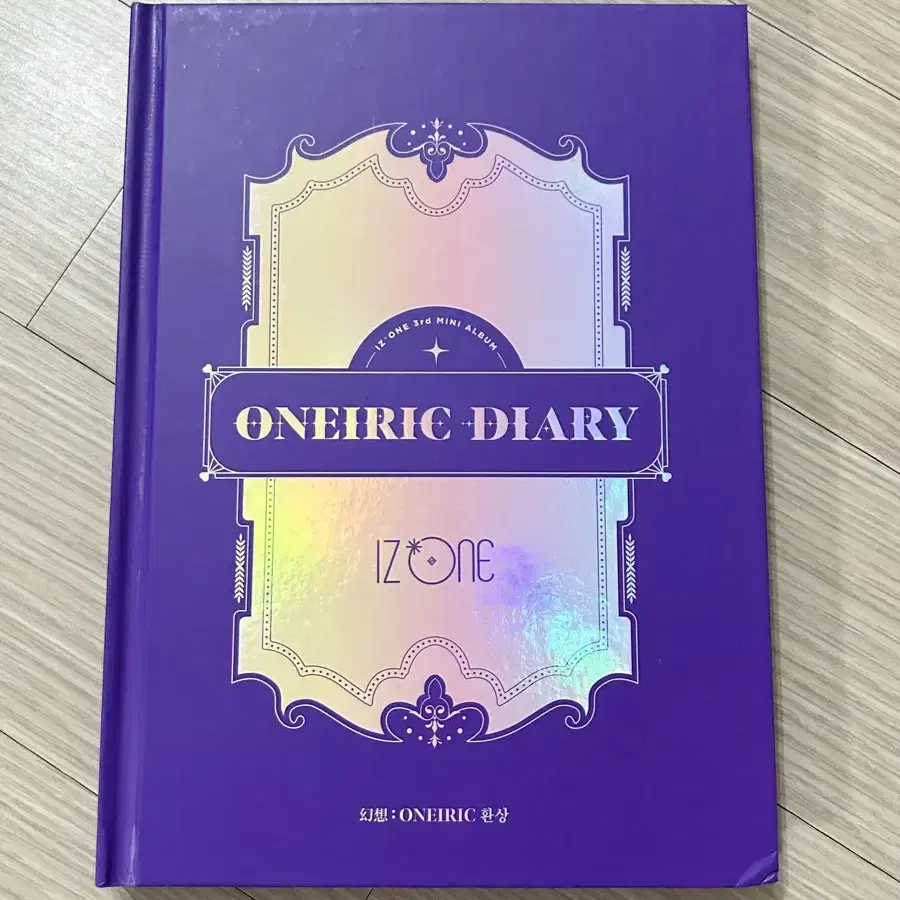 IZ*ONE 3rd MINI ALBUM
ONEIRIC DIARY
IZ*ONE
幻想 : ONEIRIC 환상